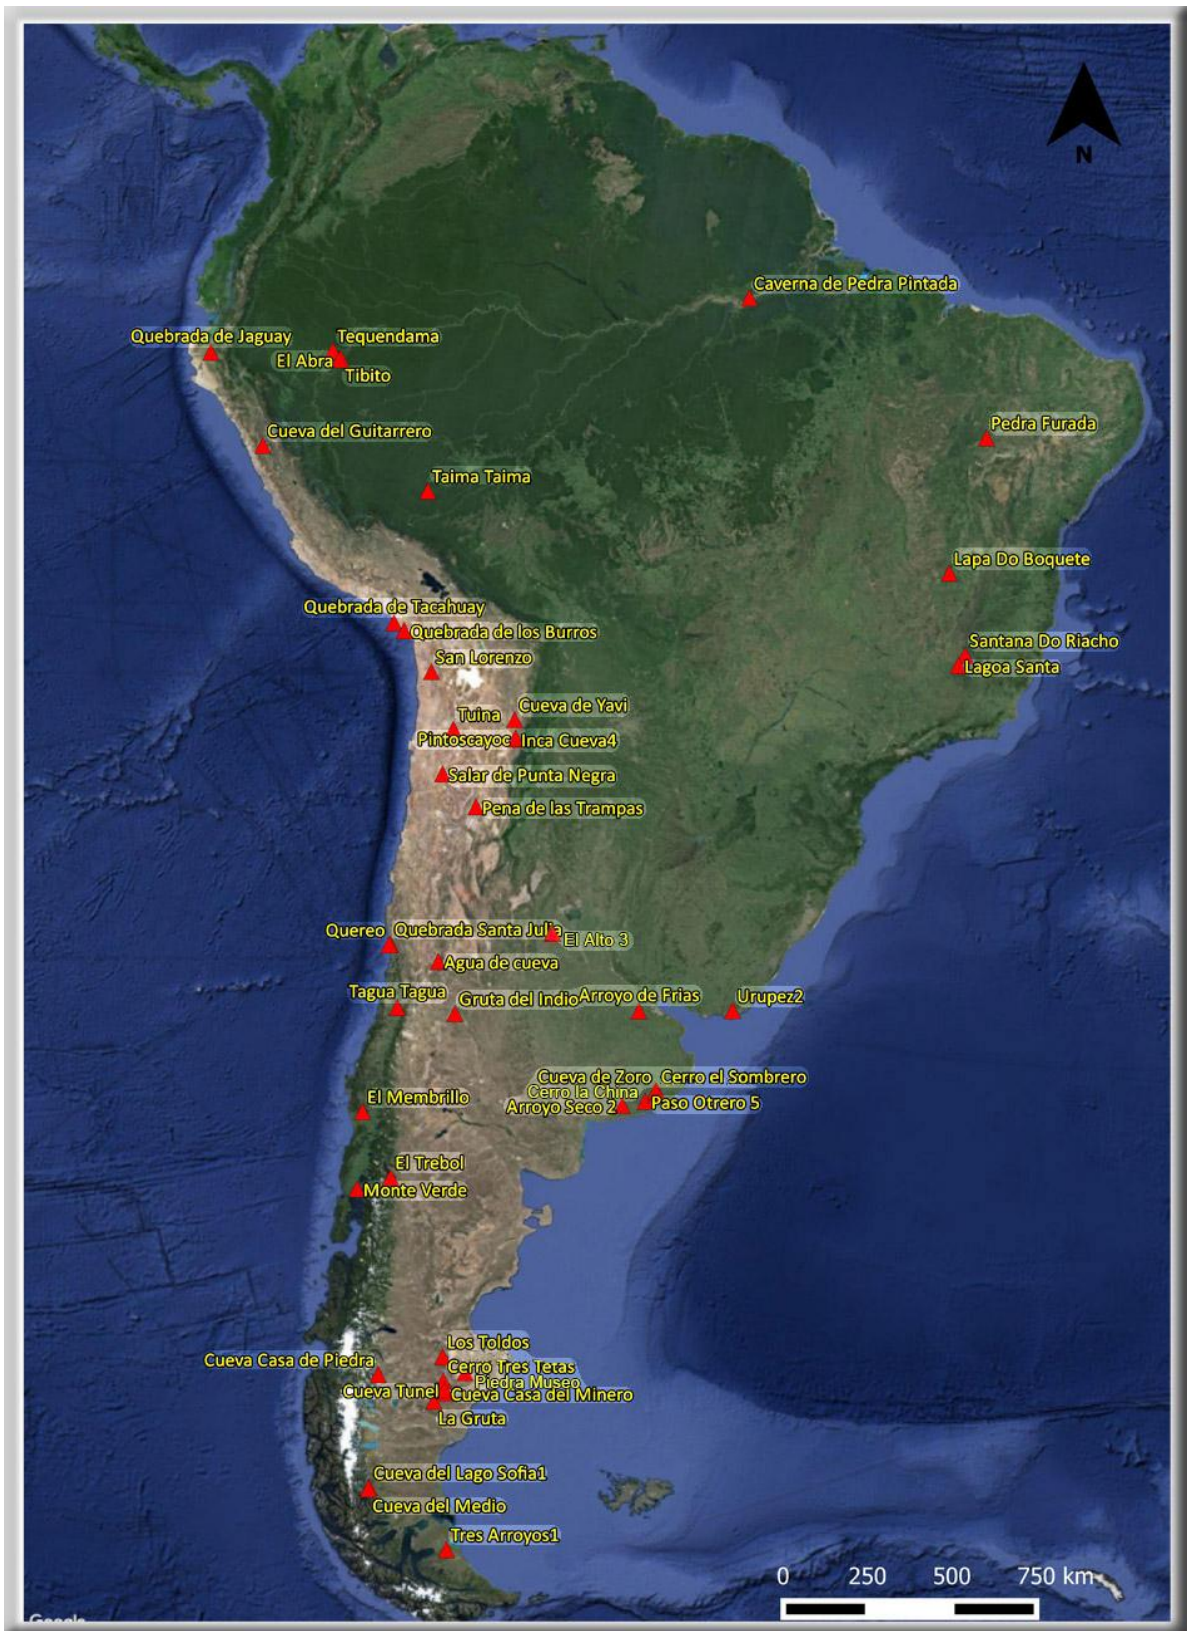 N
Caverna de Pedra Pintada
Quebrada de Jaguay
Tequendama
El Abra
Tibito
Pedra Furada
Cueva del Guitarrero
Taima Taima
Lapa Do Boquete
Quebrada de Tacahuay
Quebrada de los Burros
Santana Do Riacho
San Lorenzo
Lagoa Santa
Cueva de Yavi
Tuina
Pintoscayoc
Inca Cueva4
Salar de Punta Negra
Pena de las Trampas
Quereo
Quebrada Santa Julia
El Alto 3
Agua de cueva
Tagua Tagua
Gruta del Indio
Arroyo de Frias
Urupez2
Cueva de Zoro
Cerro el Sombrero
Cerro la China
El Membrillo
Arroyo Seco 2
Paso Otrero 5
El Trebol
Monte Verde
Los Toldos
Cueva Casa de Piedra
Cerro Tres Tetas
Piedra Museo
Cueva Tunel
Cueva Casa del Minero
La Gruta
Cueva del Lago Sofia1
Cueva del Medio
Tres Arroyos1
0 250 500 750 km
Google